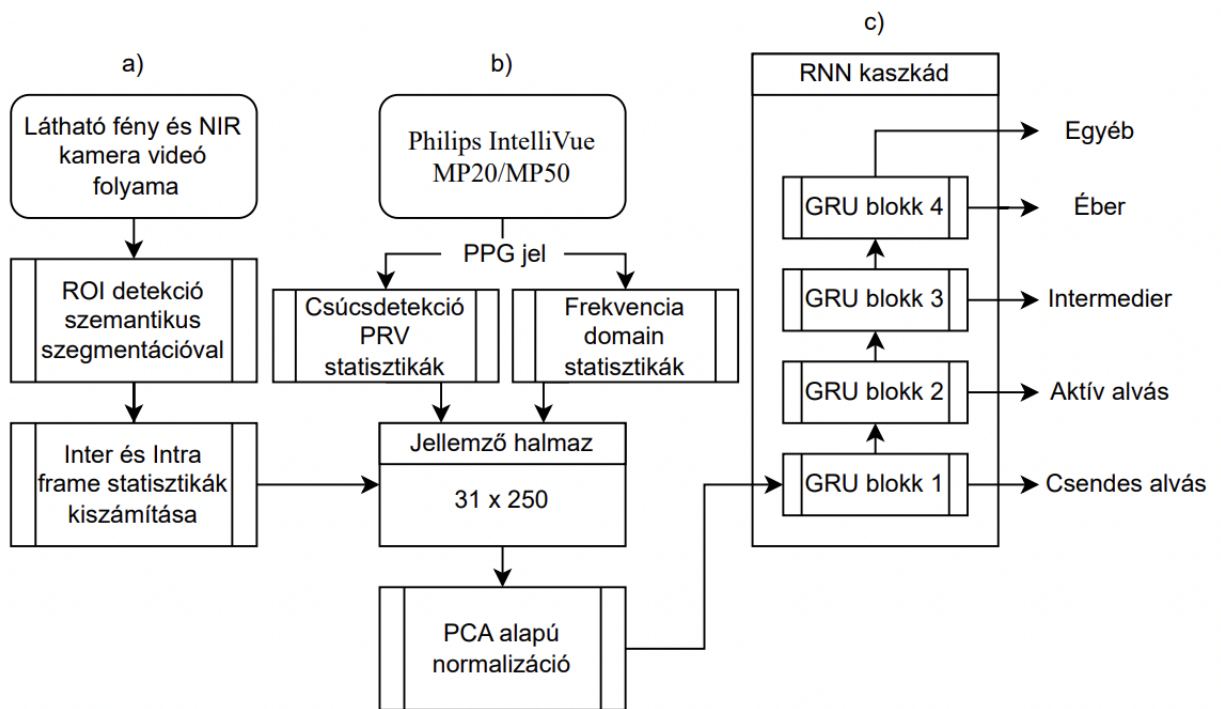 a)
Látható fény és NIR
kamera videó
folyama
ROI detekció
szemantikus
szegmentációval
Inter és Intra
frame statisztikák
kiszámítása
b)
Philips IntelliVue
MP20/MP50
PPG jel
Csúcsdetekció
PRV
statisztikák
Frekvencia
domain
statisztikák
Jellemző halmaz
31 x 250
PCA alapú
normalizáció
c)
RNN kaszkád
Egyéb
GRU blokk 4
Éber
GRU blokk 3
Intermedier
GRU blokk 2
Aktív alvás
GRU blokk 1
Csendes alvás